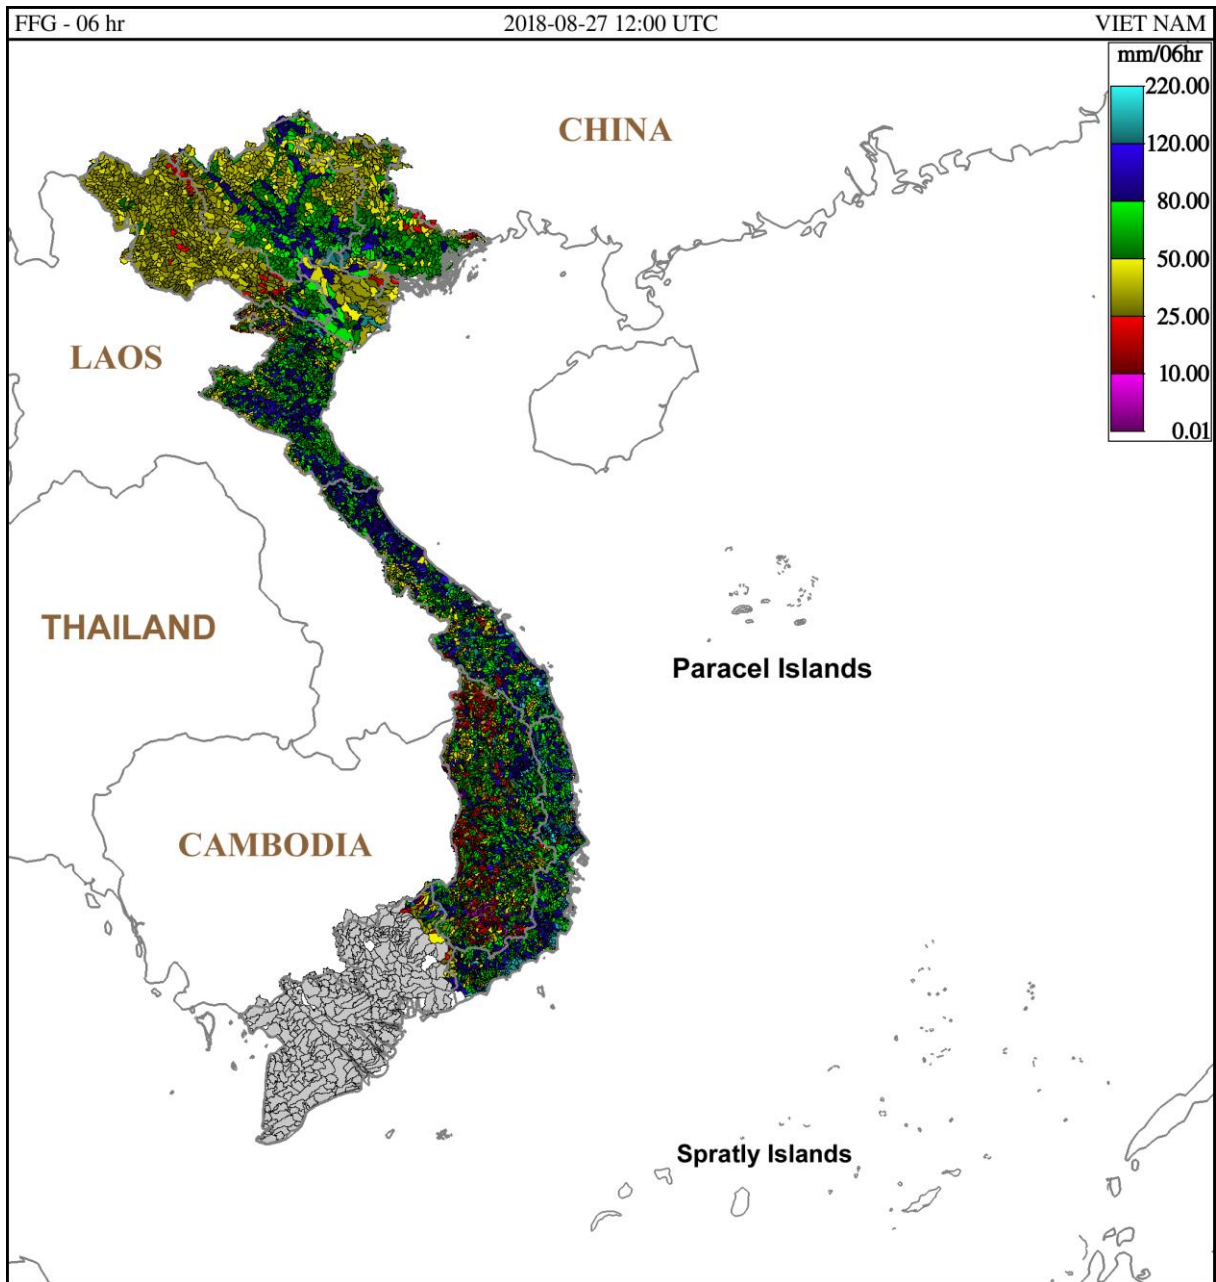 FFG - 06 hr
2018-08-27 12:00 UTC
VIET NAM
mm/06hr
220.00
120.00
80.00
50.00
25.00
10.00
0.01
CHINA
LAOS
THAILAND
Paracel Islands
CAMBODIA
Spratly Islands